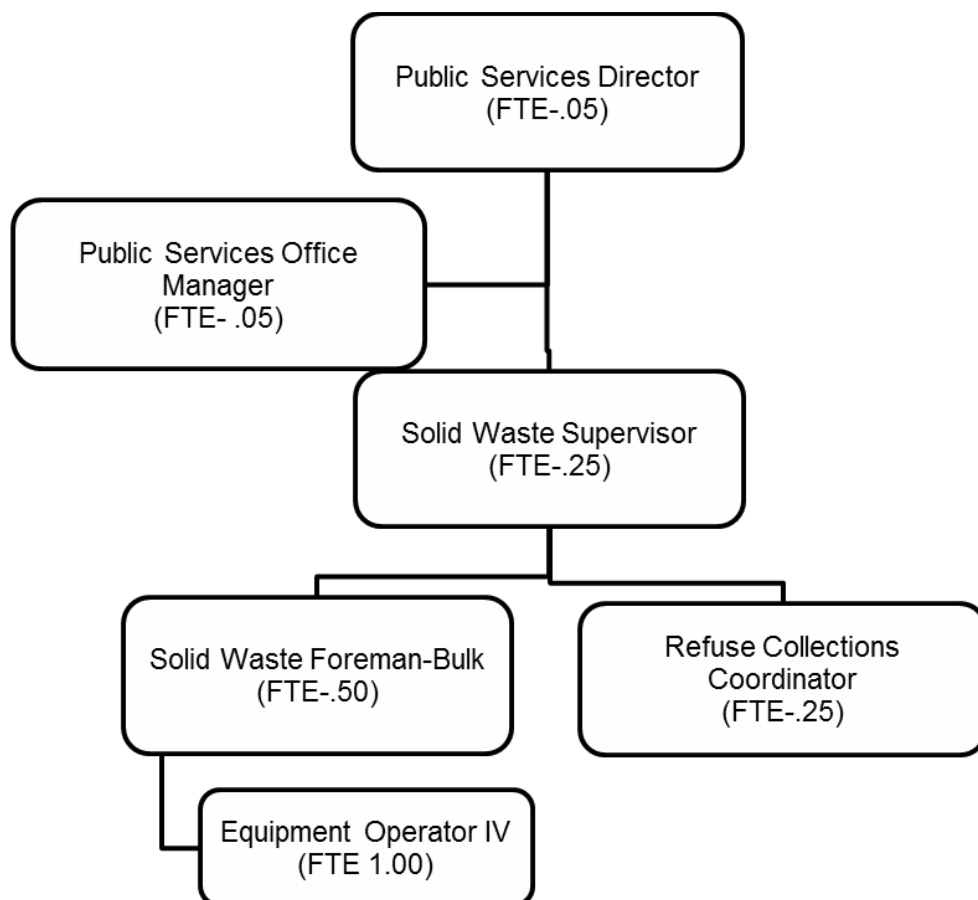 Public Services Director
(FTE-.05)
Public Services Office
Manager
(FTE- .05)
Solid Waste Supervisor
(FTE-.25)
Solid Waste Foreman-Bulk
(FTE-.50)
Refuse Collections
Coordinator
(FTE-.25)
Equipment Operator IV
(FTE 1.00)